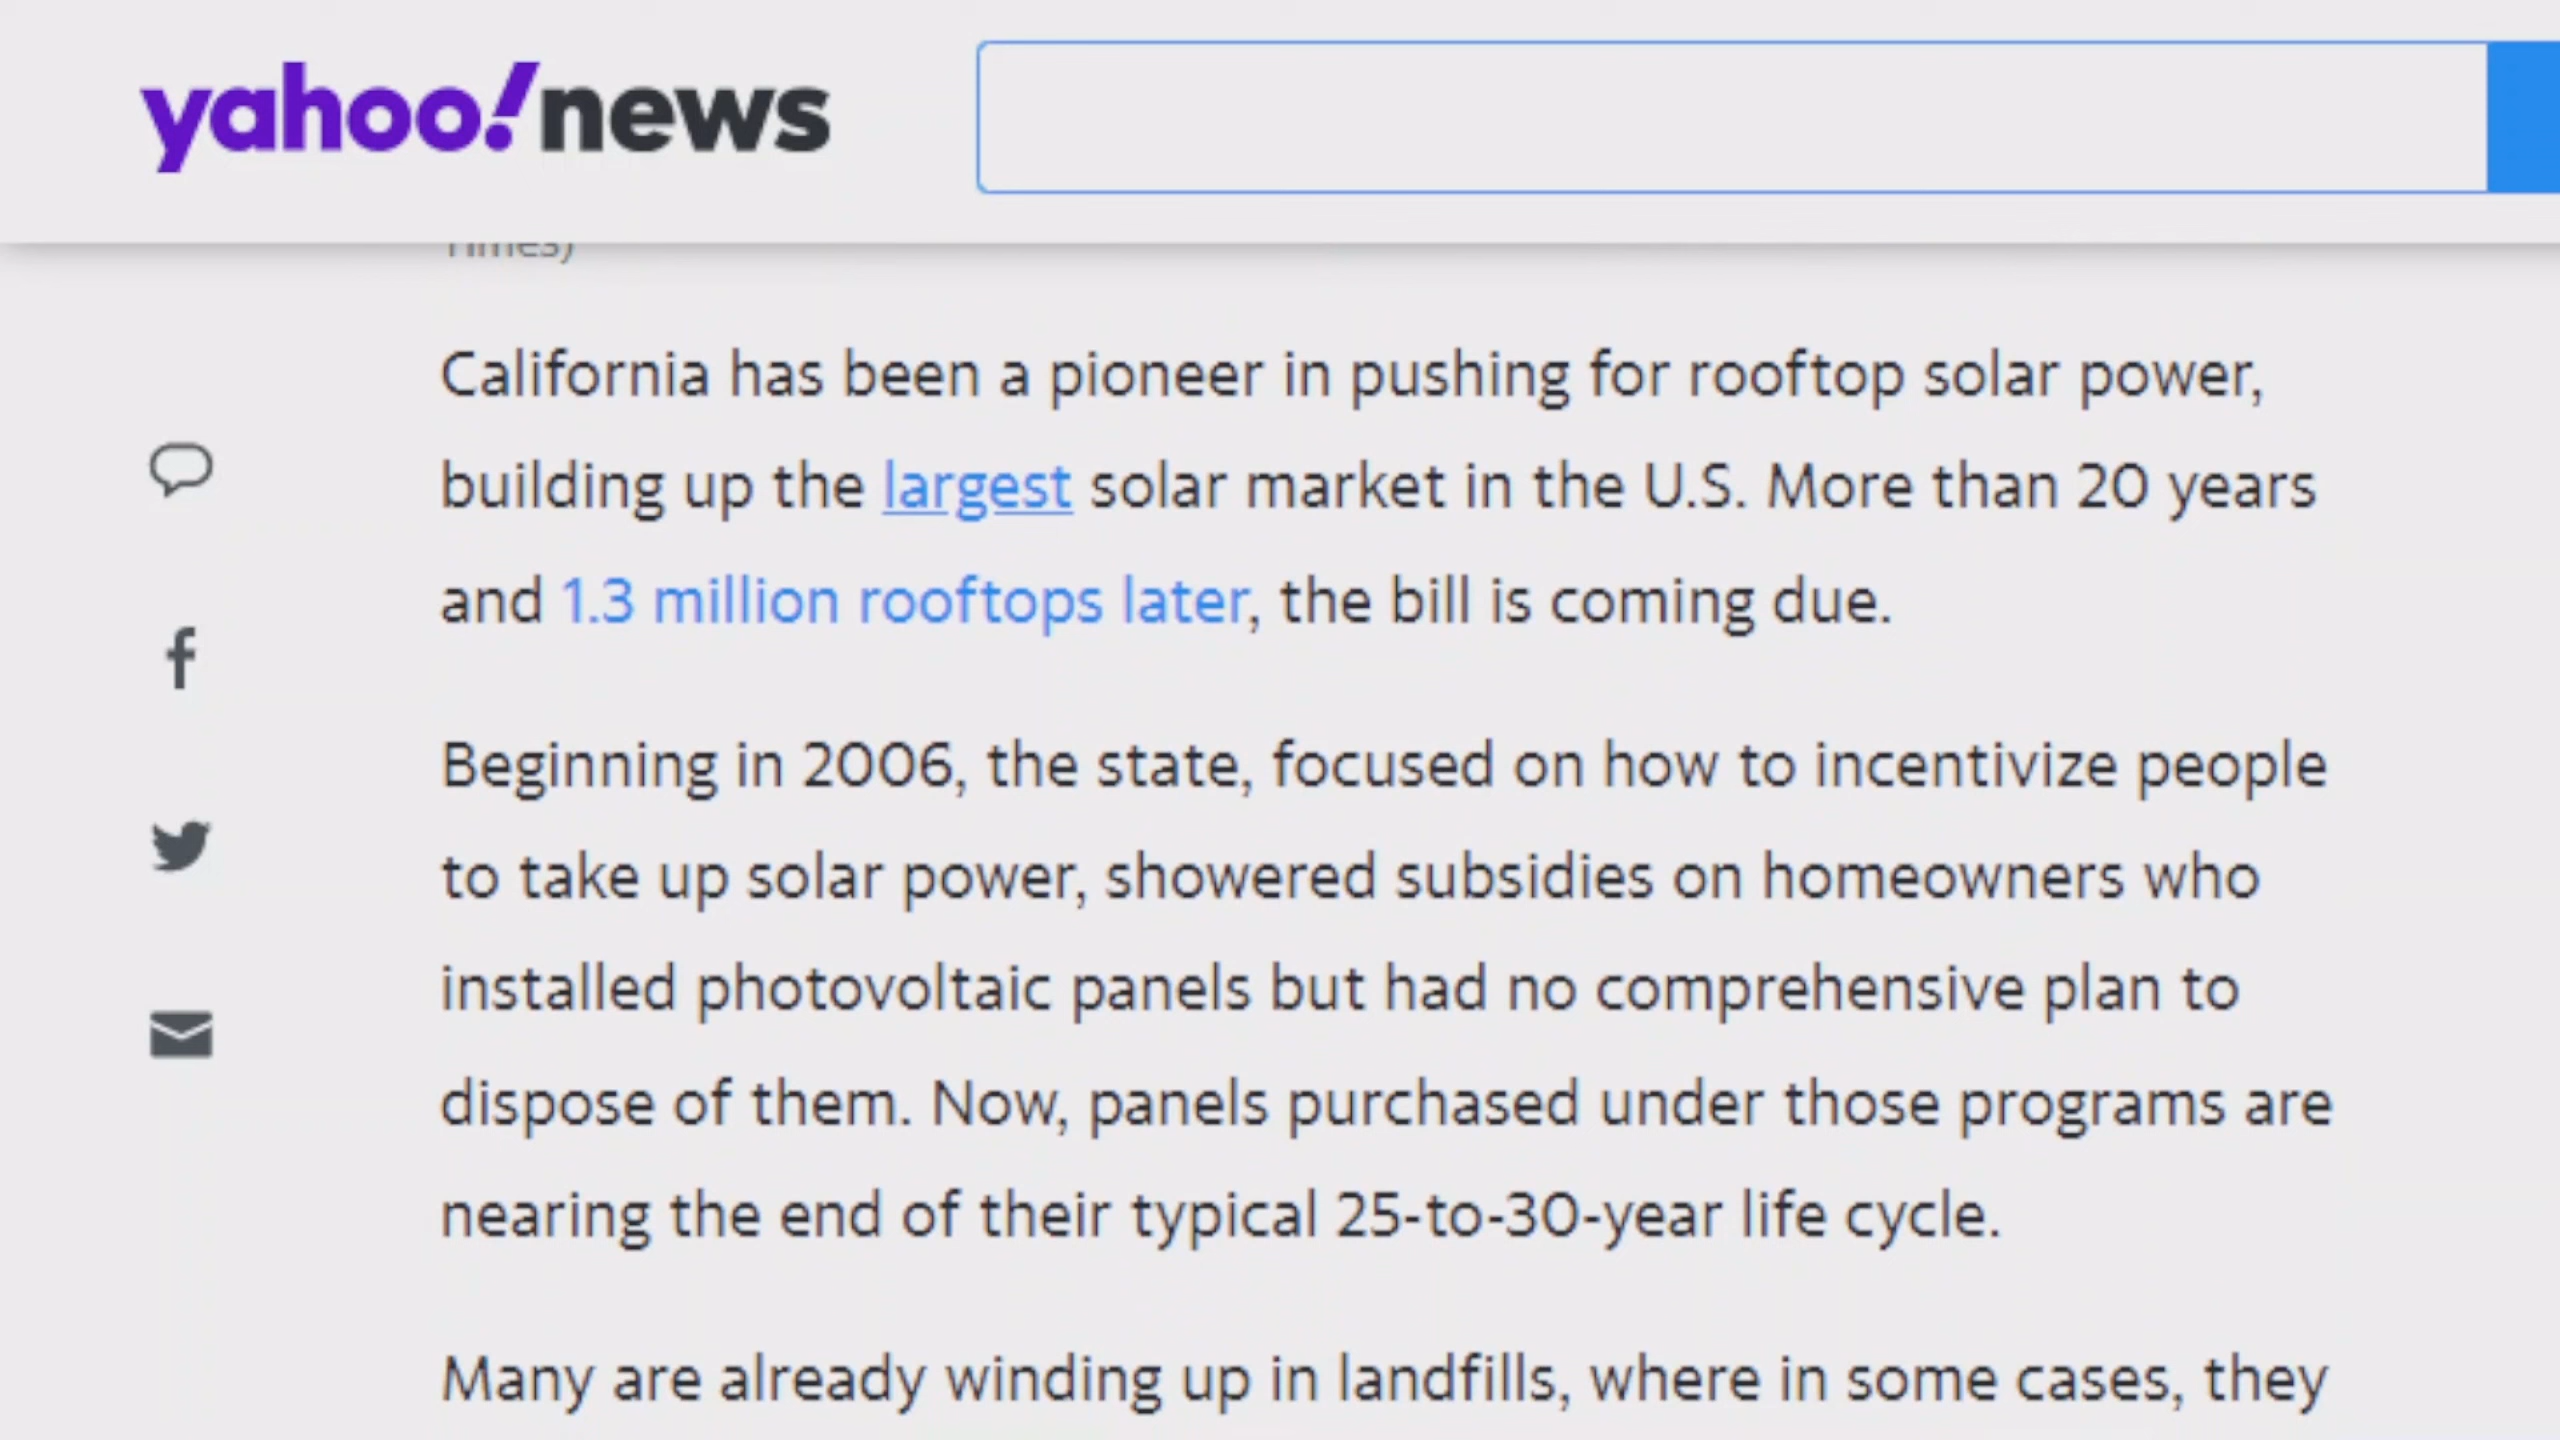 yahoo!news
Times)
California has been a pioneer in pushing for rooftop solar power,
building up the largest solar market in the U.S. More than 20 years
and 1.3 million rooftops later, the bill is coming due.
Beginning in 2006, the state, focused on how to incentivize people
to take up solar power, showered subsidies on homeowners who
installed photovoltaic panels but had no comprehensive plan to
dispose of them. Now, panels purchased under those programs are
nearing the end of their typical 25-to-30-year life cycle.
Many are already winding up in landfills, where in some cases, they